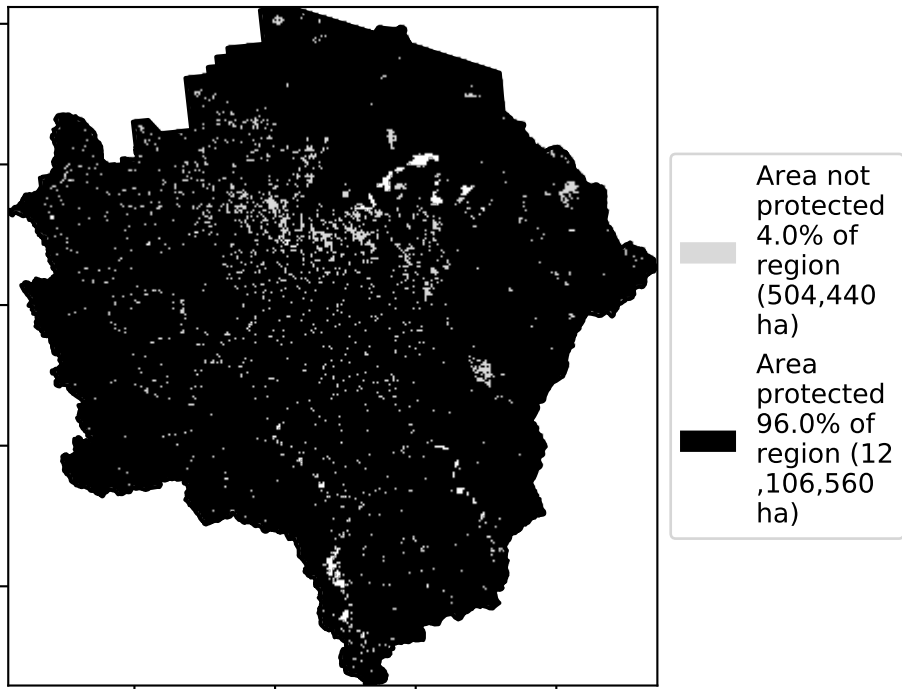 Area not
protected
4.0% of
region
(504,440
ha)
Area
protected
96.0% of
region (12
,106,560
ha)